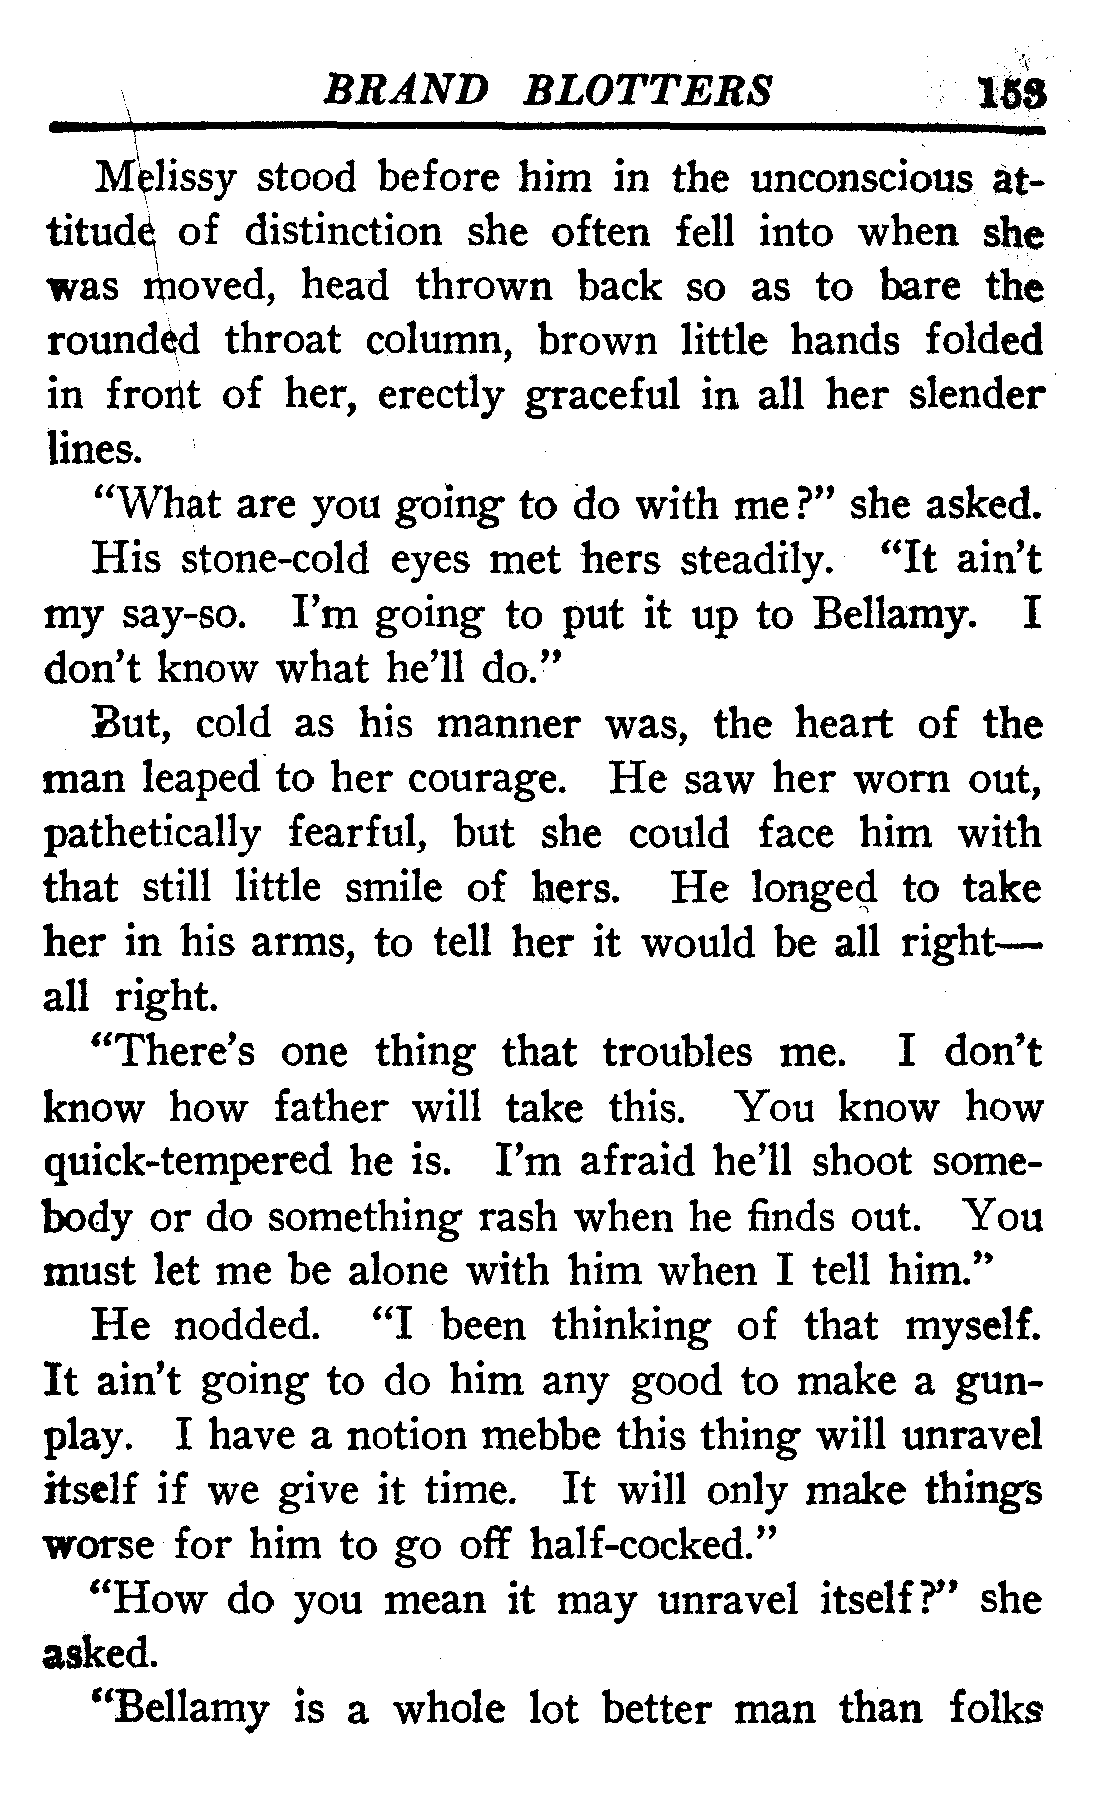 BRAND BLOTTERS 153
Melissy stood before him in the unconscious at-
titude of distinction she often fell into when she
was moved, head thrown back so as to bare the
rounded throat column, brown little hands folded
in front of her, erectly graceful in all her slender
lines.
“What are you going to do with me?” she asked.
His stone-cold eyes met hers steadily. “It ain’t
my say-so. I’m going to put it up to Bellamy. I
don’t know what he’ll do.”
But, cold as his manner was, the heart of the
man leaped to her courage. He saw her worn out,
pathetically fearful, but she could face him with
that still little smile of hers. He longed to take
her in his arms, to tell her it would be all right—
all right.
“There’s one thing that troubles me. I don’t
know how father will take this. You know how
quick-tempered he is. I’m afraid he’ll shoot some-
body or do something rash when he finds out. You
must let me be alone with him when I tell him.”
He nodded. “I been thinking of that myself.
It ain’t going to do him any good to make a gun-
play. I have a notion mebbe this thing will unravel
itself if we give it time. It will only make things
worse for him to go off half-cocked.”
“How do you mean it may unravel itself?” she
asked.
“Bellamy is a whole lot better man than folks